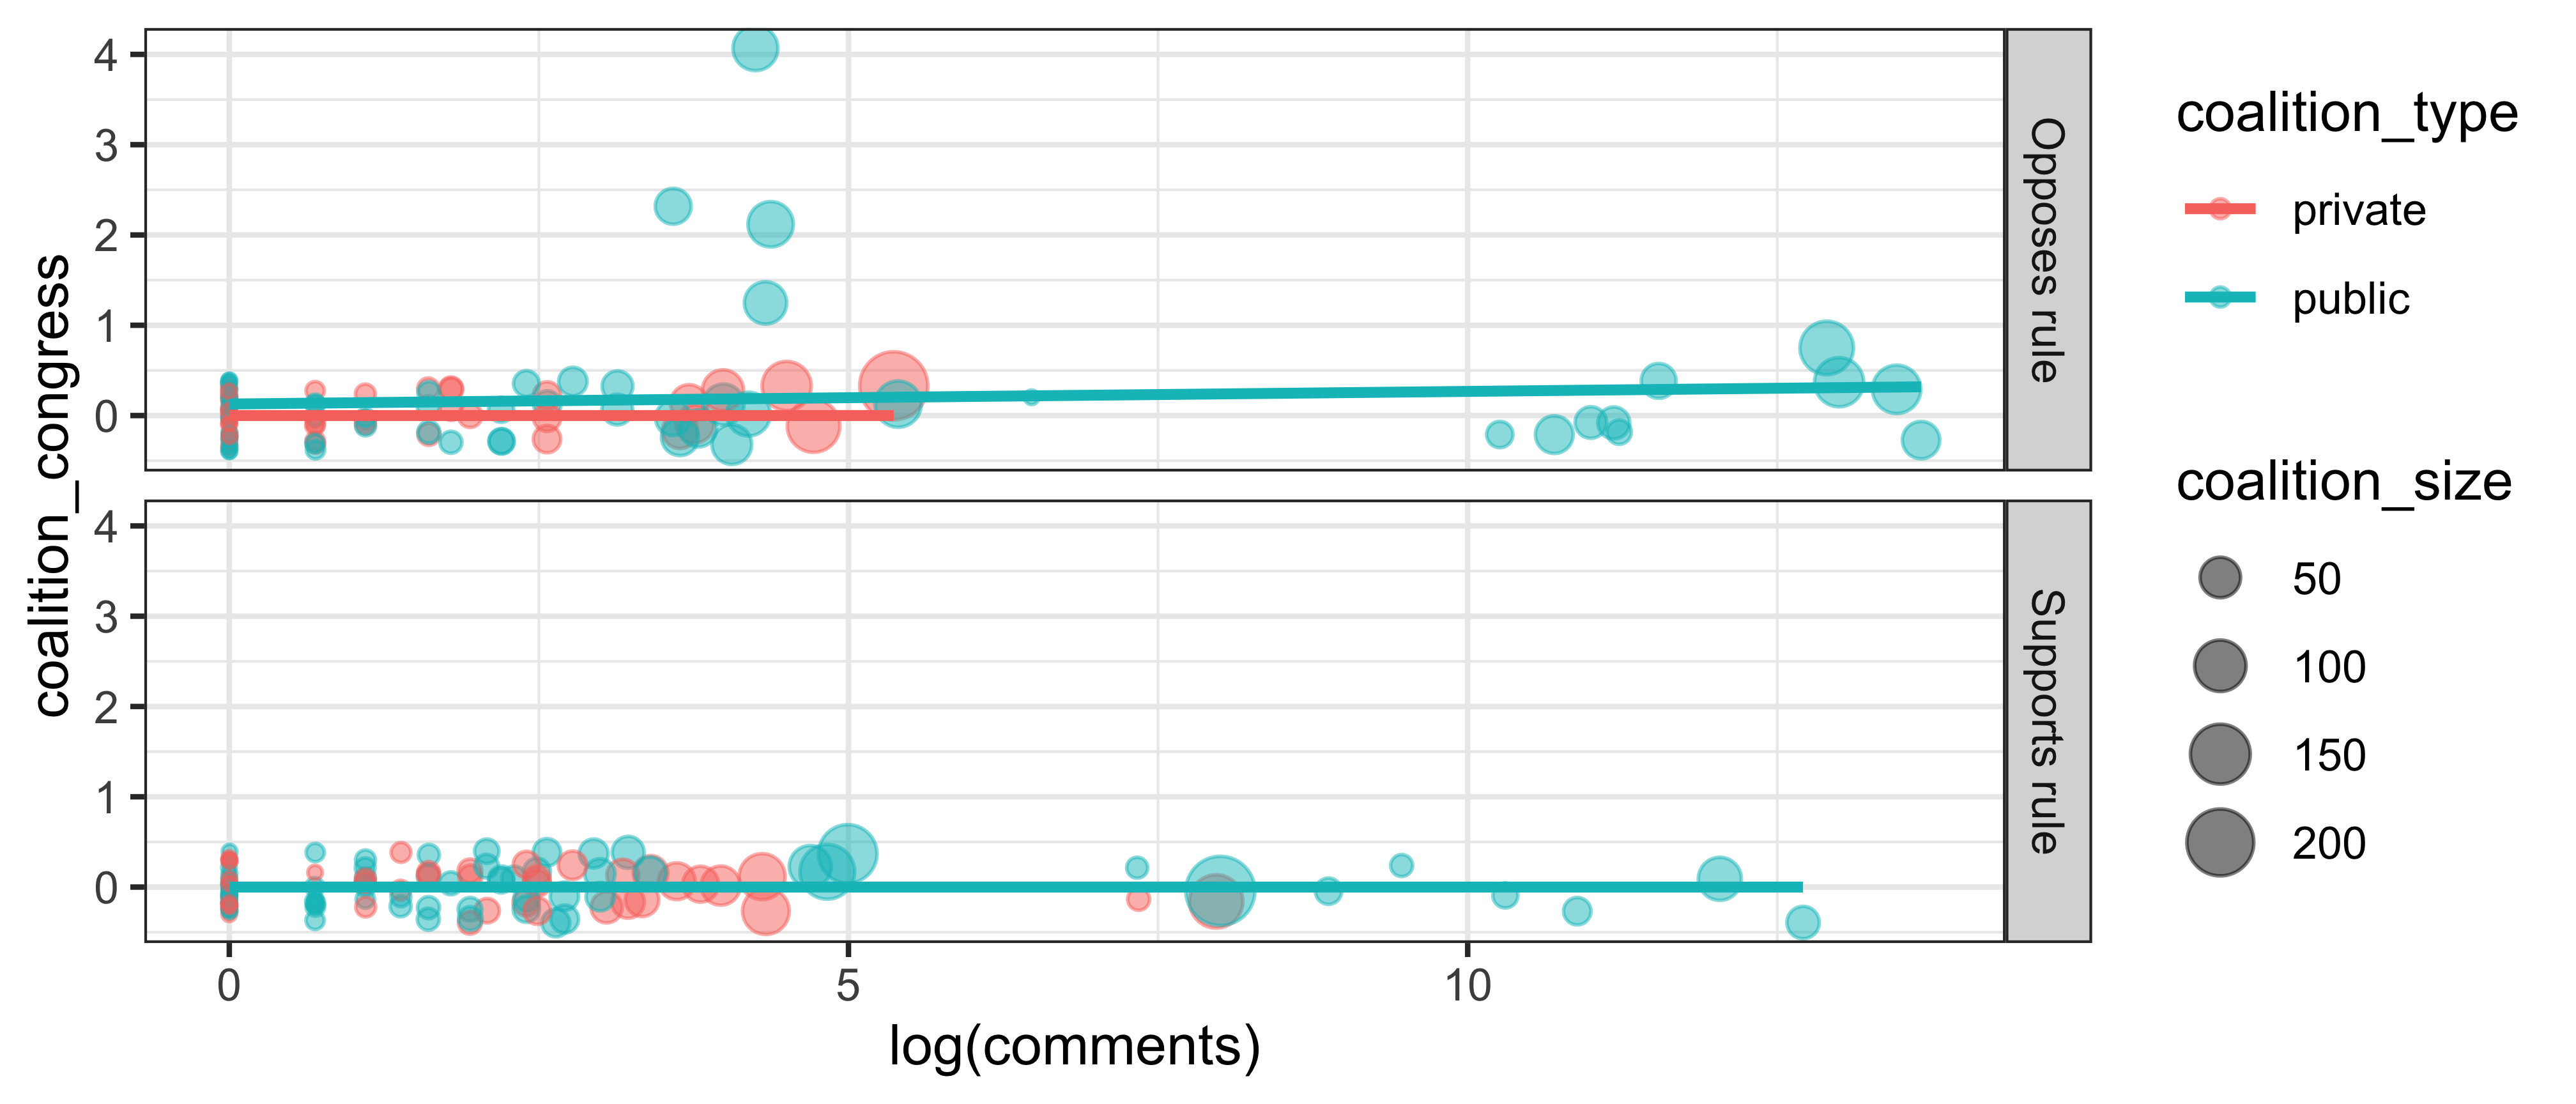 coalition_congress
4
3
2
1
0
Opposes rule
4
3
2
1
0
Supports rule
0
5
10
log(comments)
coalition_type
private
public
coalition_size
50
100
150
200